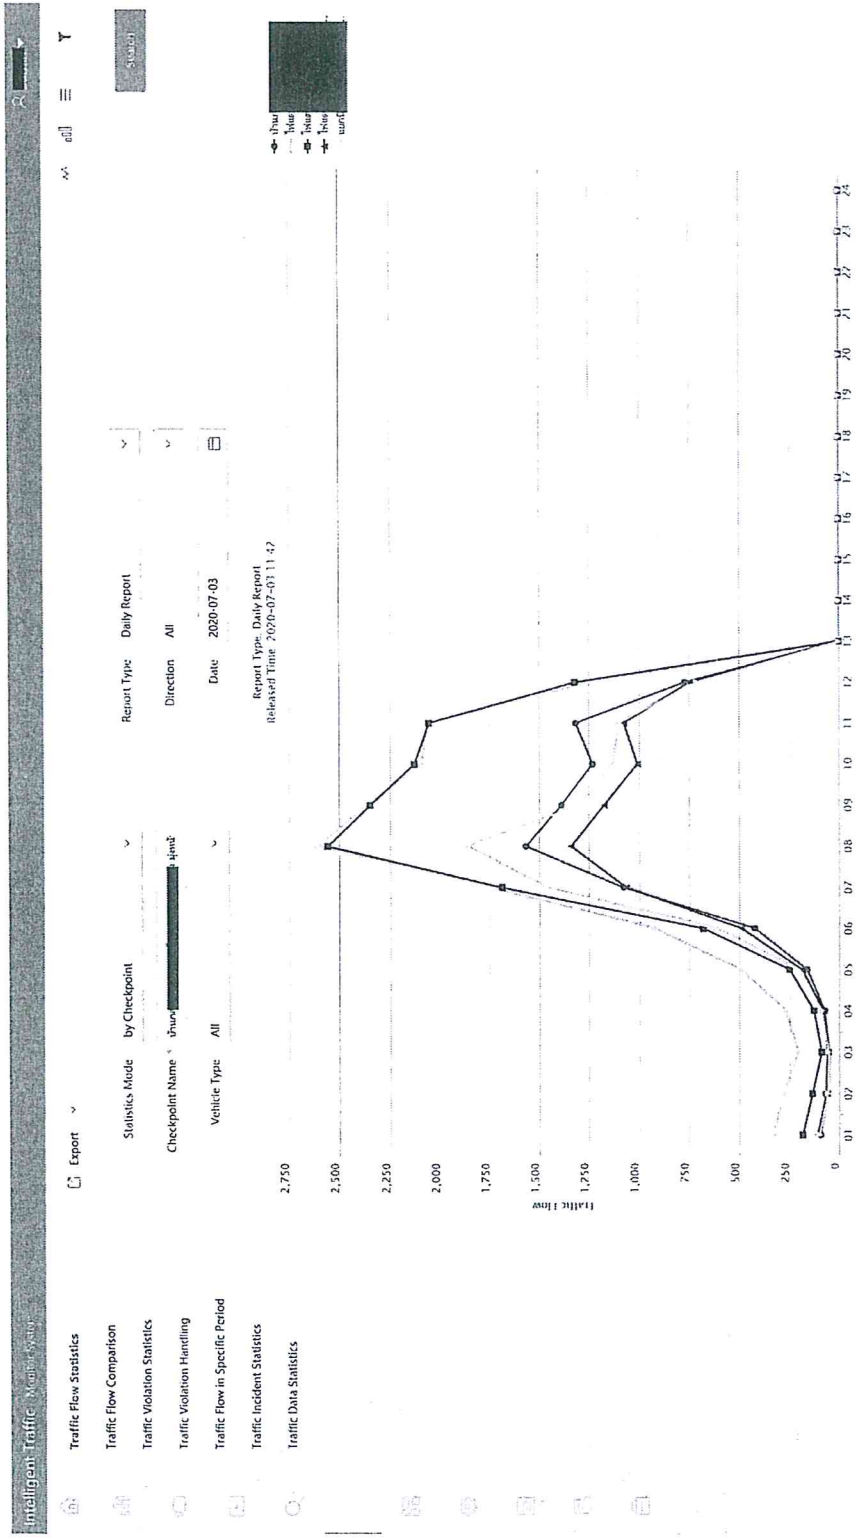 Intelligent Traffic
Traffic Flow Statistics
Traffic Flow Comparison
Traffic Violation Statistics
Traffic Violation Handling
Traffic Flow in Specific Period
Traffic Incident Statistics
Traffic Data Statistics
Export
Statistics Mode by Checkpoint
Report Type Daily Report
Checkpoint Name *
Direction All
Vehicle Type All
Date 2020-07-03
Search
Report Type: Daily Report
Released Time 2020-07-03 11:42
Traffic Flow
2,750
2,500
2,250
2,000
1,750
1,500
1,250
1,000
750
500
250
0
01 02 03 04 05 06 07 08 09 10 11 12 13 14 15 16 17 18 19 20 21 22 23 24